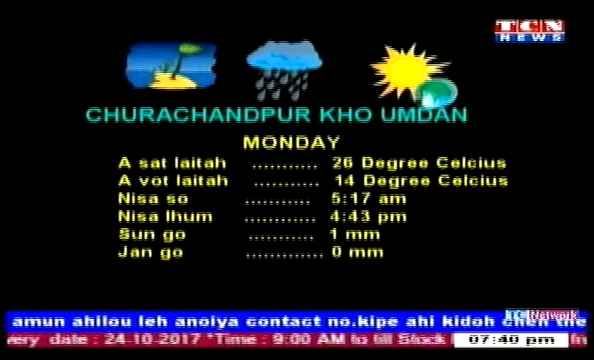 TCN
NEWS
CHURACHANDPUR KHO UMDAN
MONDAY
A sat laitah ........... 26 Degree Celcius
A vot laitah ........... 14 Degree Celcius
Nisa so ........... 5:17 am
Nisa lhum ............ 4:43 pm
Sun go ........... 1 mm
Jan go ............. 0 mm
Network
amun ahilou leh anoiya contact no.kipe ahi kidoh chen the
very date : 24-10-2017 *Time : 9:00 AM to till Stock
07:40 pm